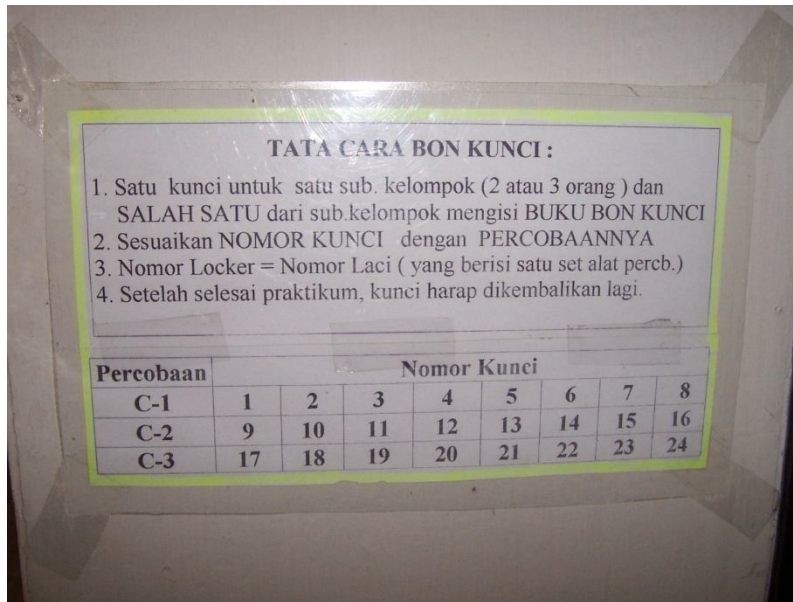 TATA CARA BON KUNCI :
1. Satu kunci untuk satu sub. kelompok (2 atau 3 orang ) dan
SALAH SATU dari sub.kelompok mengisi BUKU BON KUNCI
2. Sesuaikan NOMOR KUNCI dengan PERCOBAANNYA
3. Nomor Locker = Nomor Laci ( yang berisi satu set alat percb.)
4. Setelah selesai praktikum, kunci harap dikembalikan lagi.
Percobaan Nomor Kunci
C-1 1 2 3 4 5 6 7 8
C-2 9 10 11 12 13 14 15 16
C-3 17 18 19 20 21 22 23 24